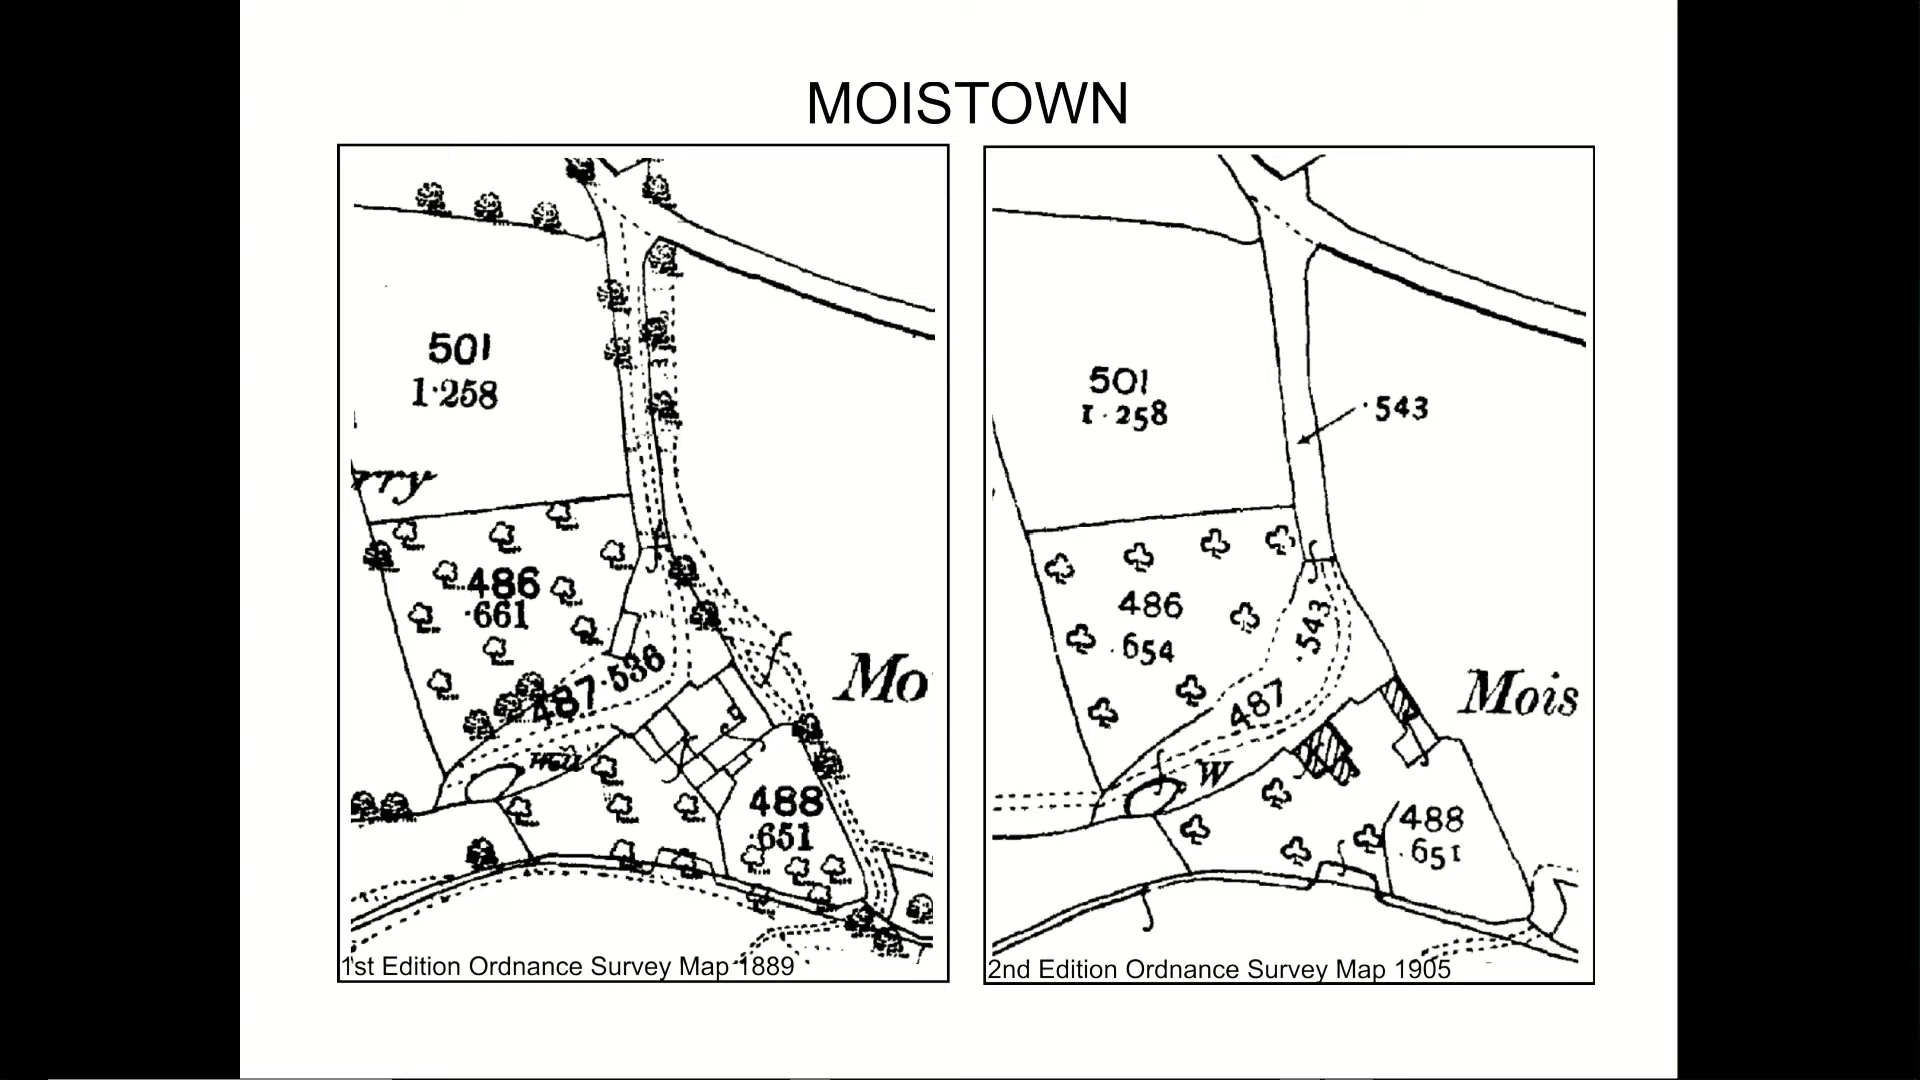 MOISTOWN
501
1·258
rry
486
·661
487 ·536
Well
Mo
488
·651
1st Edition Ordnance Survey Map 1889
501
1·258
·543
486
·654
·543
487
W
Mois
488
·651
2nd Edition Ordnance Survey Map 1905